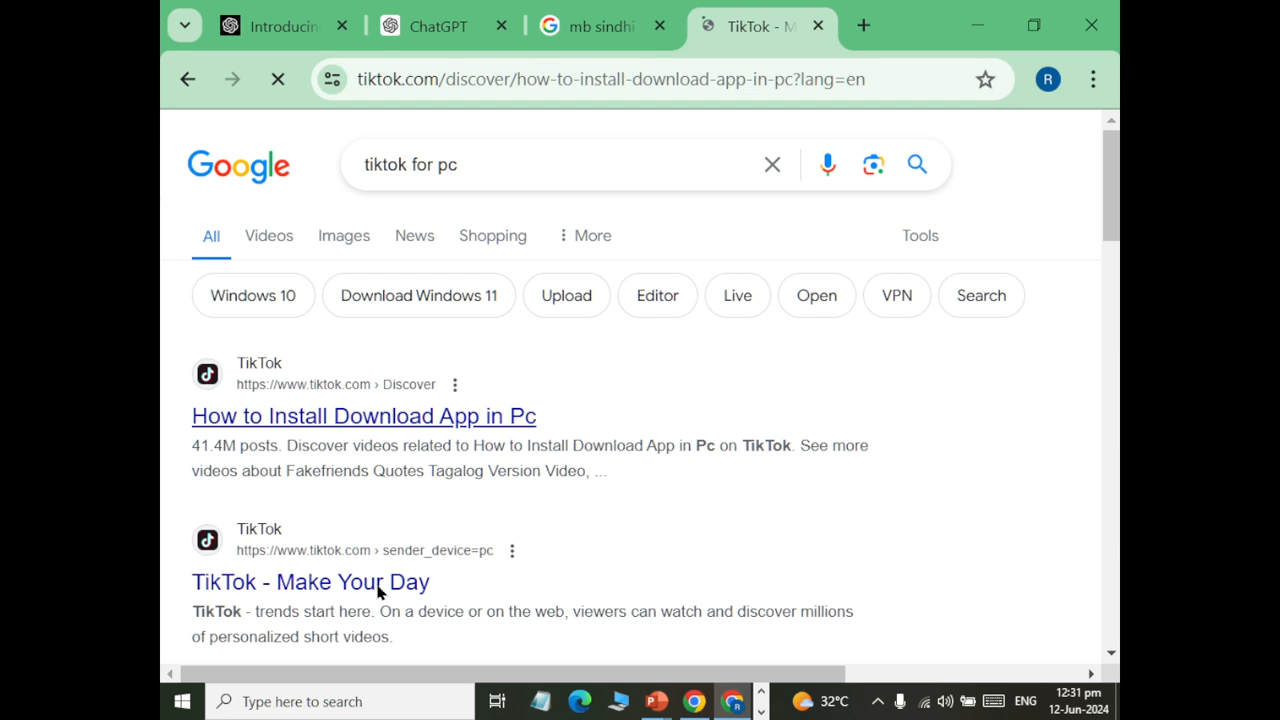 Introducin
ChatGPT
mb sindhi
TikTok - M
tiktok.com/discover/how-to-install-download-app-in-pc?lang=en
R
Google
tiktok for pc
All Videos Images News Shopping More Tools
Windows 10 Download Windows 11 Upload Editor Live Open VPN Search
TikTok
https://www.tiktok.com › Discover
How to Install Download App in Pc
41.4M posts. Discover videos related to How to Install Download App in Pc on TikTok. See more
videos about Fakefriends Quotes Tagalog Version Video, ...
TikTok
https://www.tiktok.com › sender_device=pc
TikTok - Make Your Day
TikTok - trends start here. On a device or on the web, viewers can watch and discover millions
of personalized short videos.
Type here to search
32°C
ENG
12:31 pm
12-Jun-2024